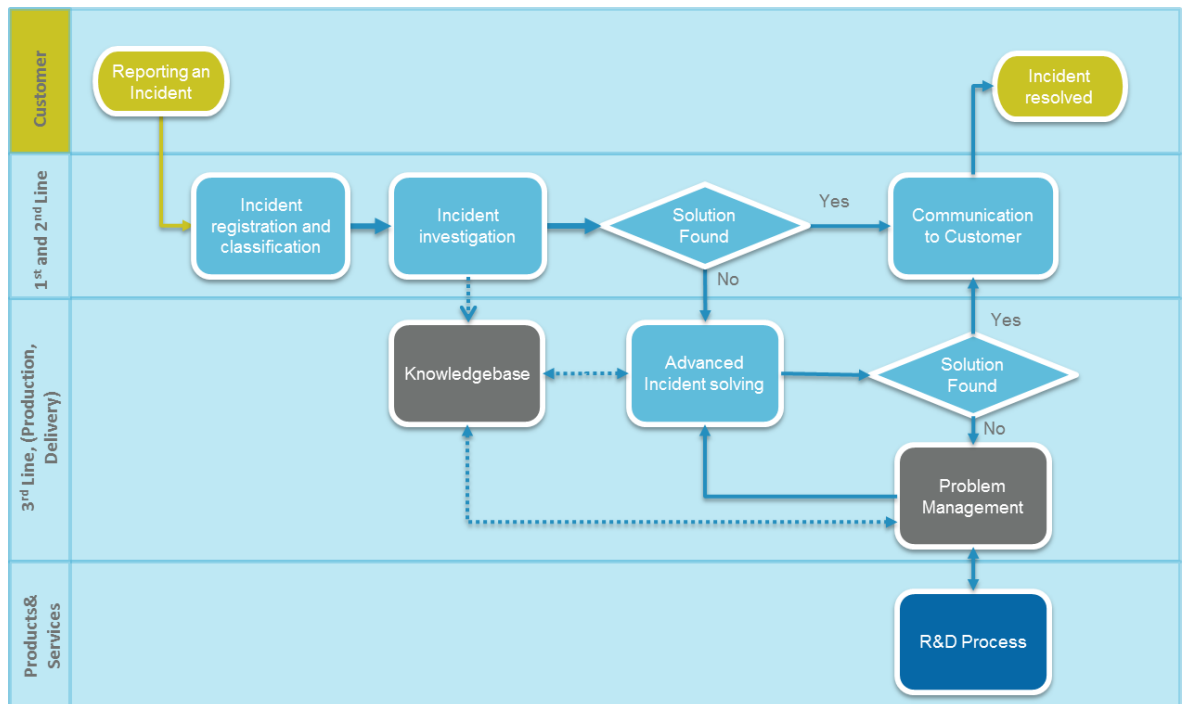 Customer
Reporting an
Incident
Incident
resolved
1st and 2nd Line
Incident
registration and
classification
Incident
investigation
Solution
Found
Yes
Communication
to Customer
No
3rd Line, (Production,
Delivery)
Knowledgebase
Advanced
Incident solving
Yes
Solution
Found
No
Problem
Management
Products&
Services
R&D Process